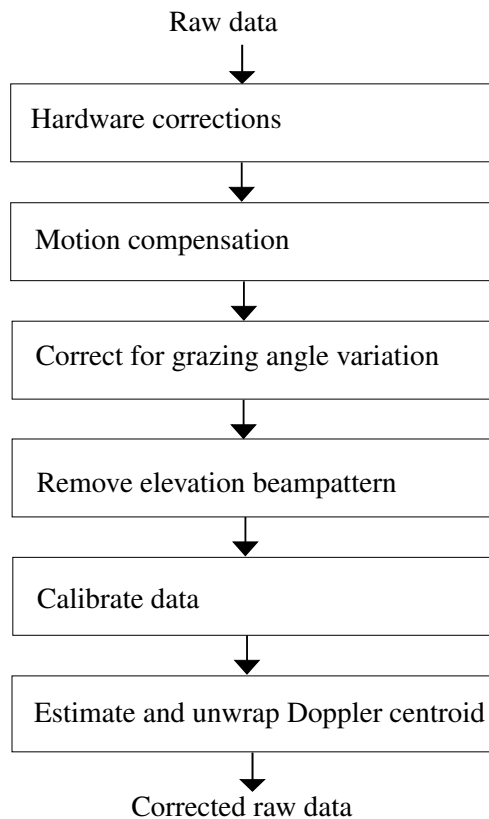 Raw data
Hardware corrections
Motion compensation
Correct for grazing angle variation
Remove elevation beampattern
Calibrate data
Estimate and unwrap Doppler centroid
Corrected raw data